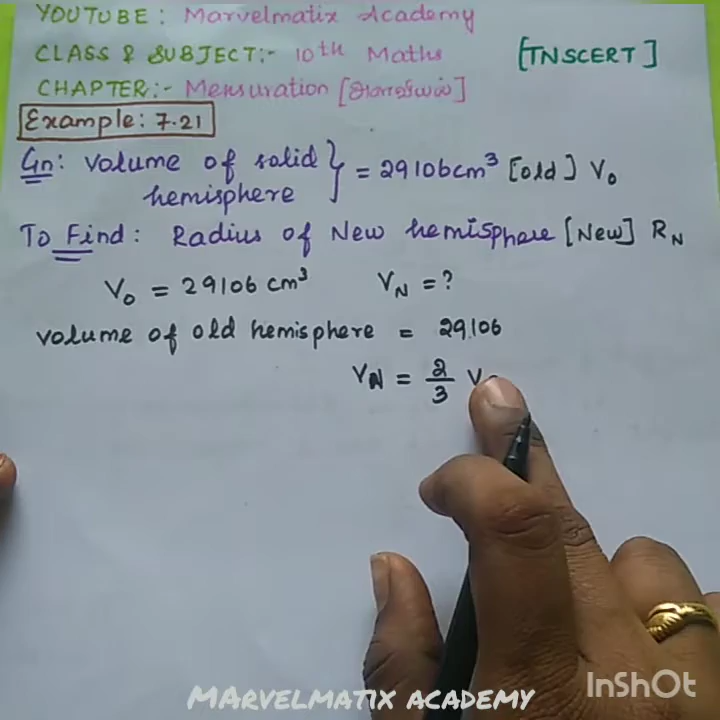 YOUTUBE: Marvelmatix Academy
CLASS & SUBJECT:- 10th Maths [TNSCERT]
CHAPTER:- Mensuration [அளவியல்]
Example: 7.21
Gn: volume of solid hemisphere } = 29106cm³ [old] V₀
To Find: Radius of New hemisphere [New] R_N
V₀ = 29106 cm³ V_N = ?
volume of old hemisphere = 29106
V_N = 2/3 V
MARVELMATIX ACADEMY
InShOt